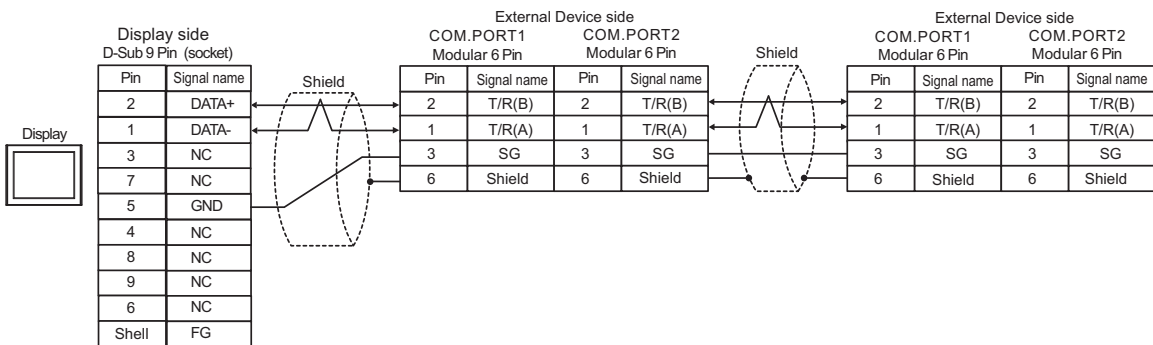 Display side
D-Sub 9 Pin (socket)
Pin Signal name
2 DATA+
1 DATA-
3 NC
7 NC
5 GND
4 NC
8 NC
9 NC
6 NC
Shell FG
Display
Shield
External Device side
COM.PORT1 COM.PORT2
Modular 6 Pin Modular 6 Pin
Pin Signal name Pin Signal name
2 T/R(B) 2 T/R(B)
1 T/R(A) 1 T/R(A)
3 SG 3 SG
6 Shield 6 Shield
Shield
External Device side
COM.PORT1 COM.PORT2
Modular 6 Pin Modular 6 Pin
Pin Signal name Pin Signal name
2 T/R(B) 2 T/R(B)
1 T/R(A) 1 T/R(A)
3 SG 3 SG
6 Shield 6 Shield